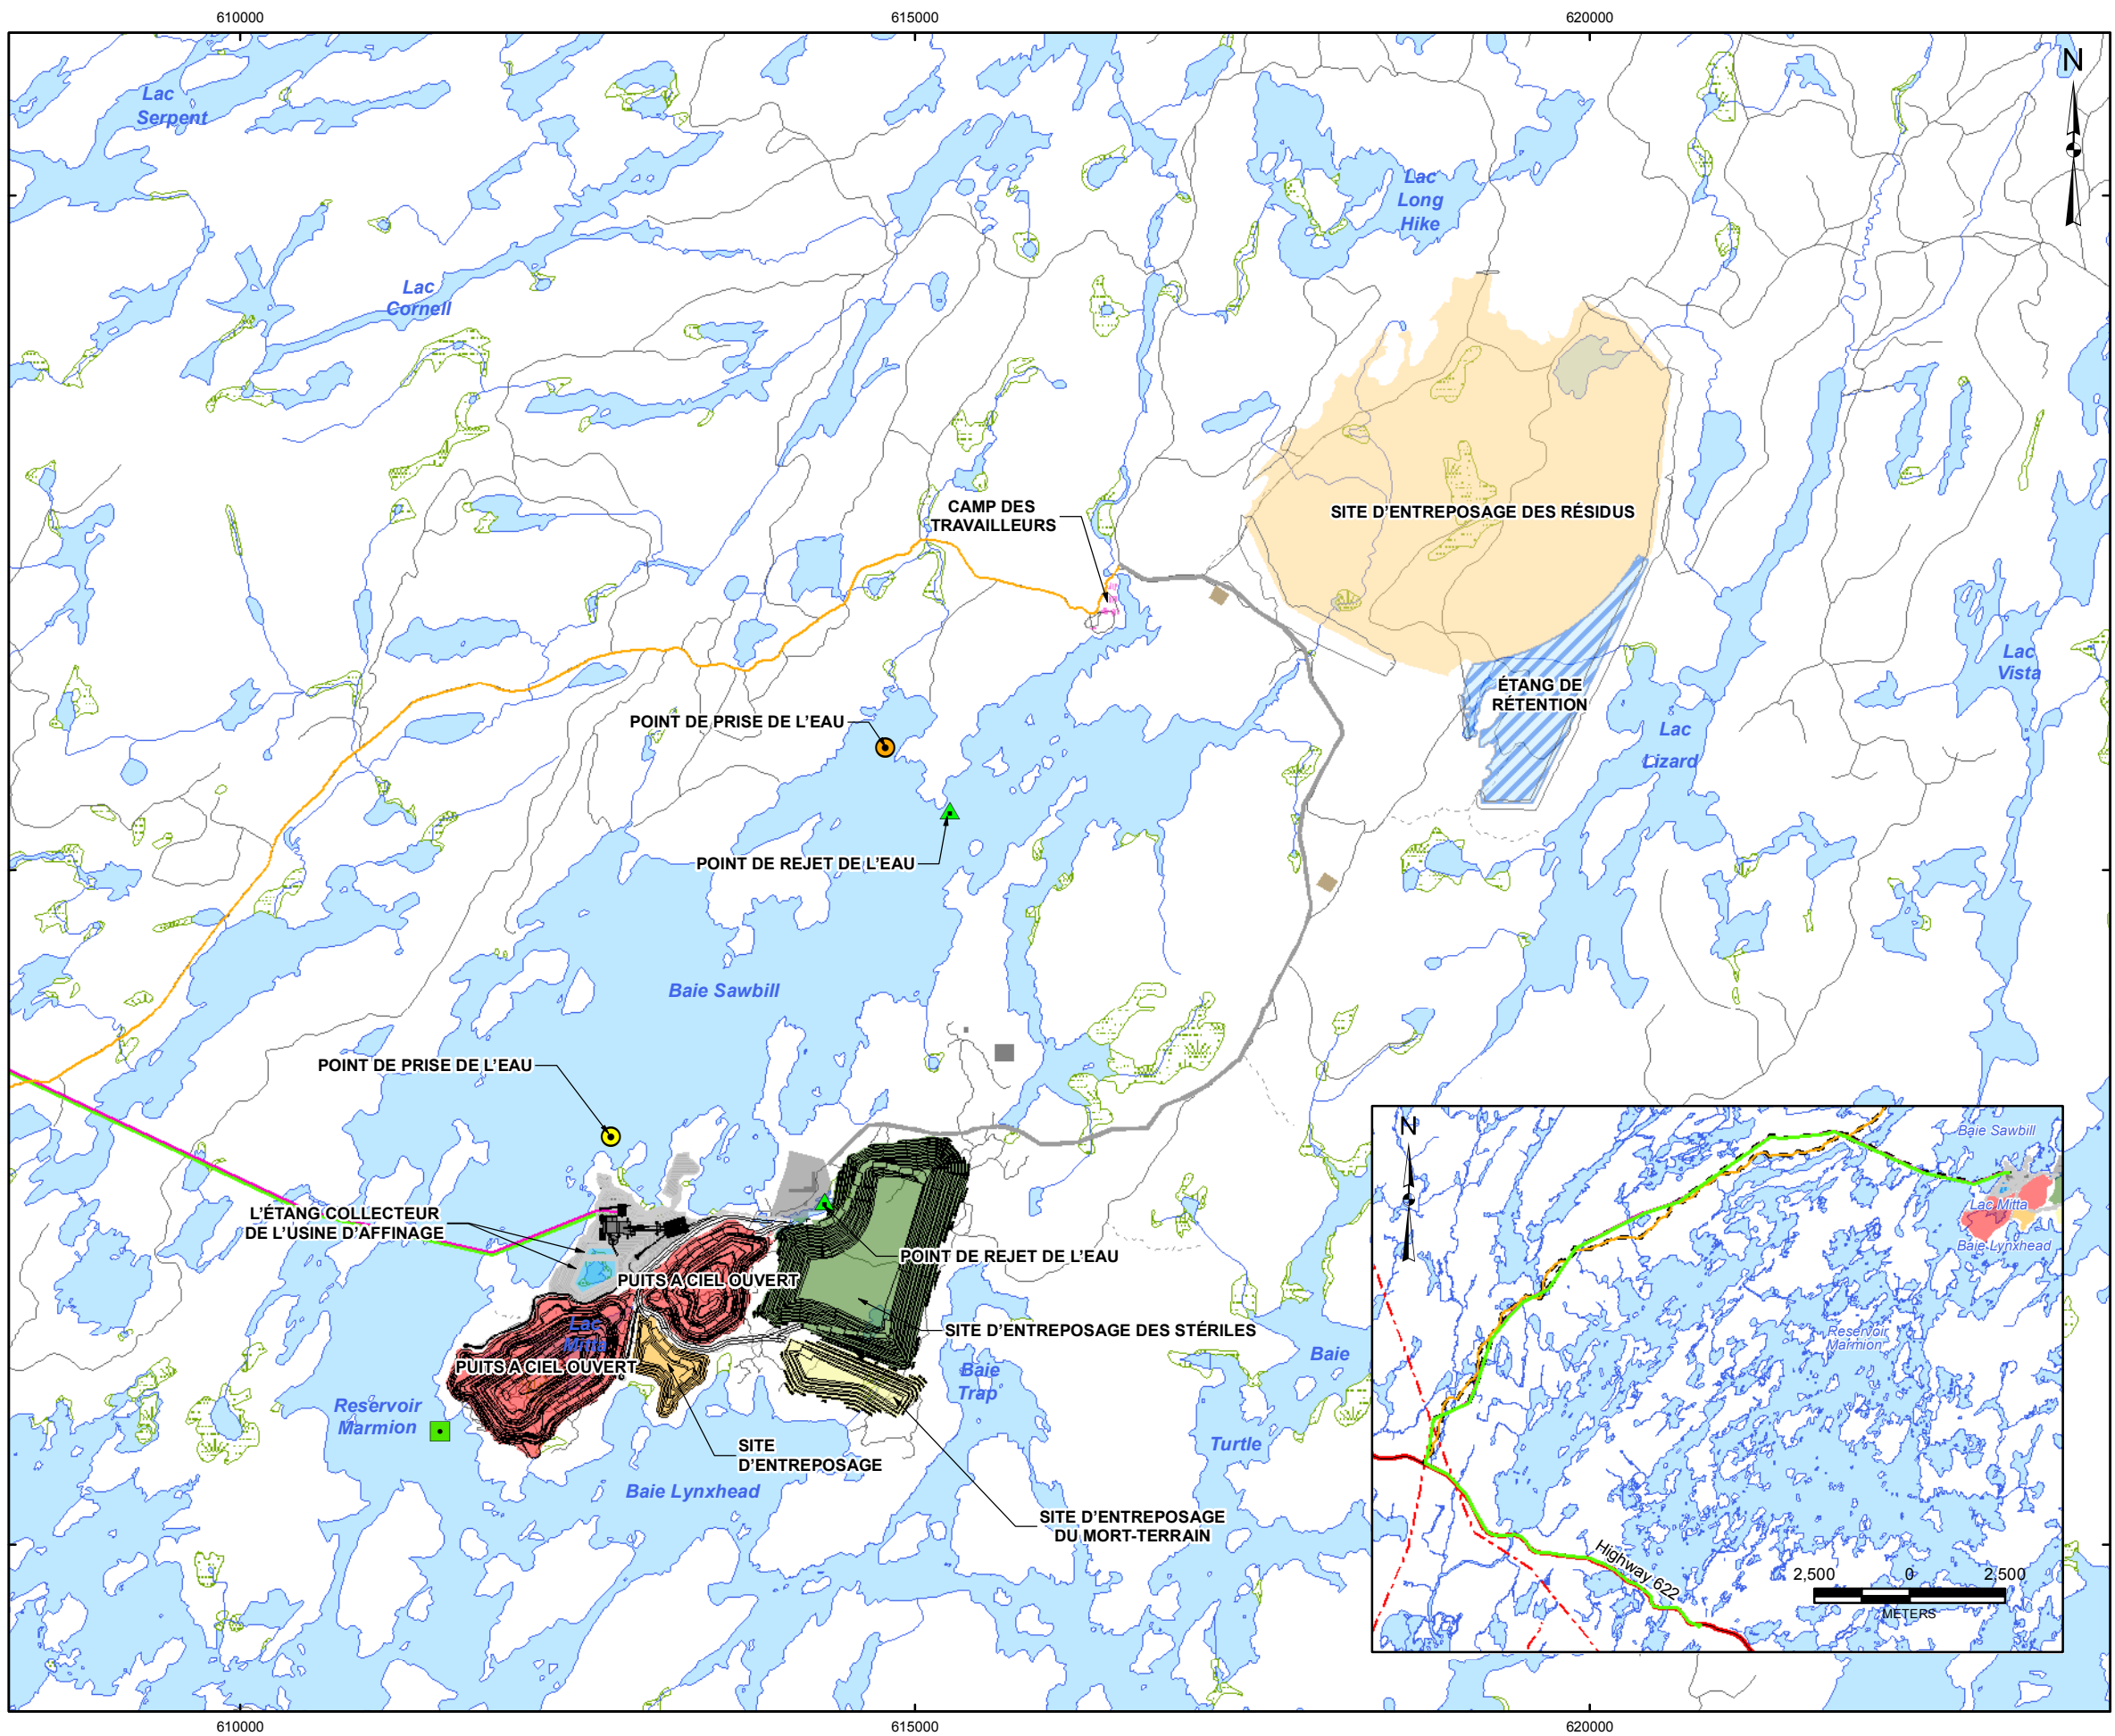 610000
615000
620000
N
Lac
Serpent
Lac
Long
Hike
Lac
Cornell
CAMP DES
TRAVAILLEURS
SITE D'ENTREPOSAGE DES RÉSIDUS
Lac
Vista
ÉTANG DE
RÉTENTION
POINT DE PRISE DE L'EAU
Lac
Lizard
POINT DE REJET DE L'EAU
Baie Sawbill
POINT DE PRISE DE L'EAU
L'ÉTANG COLLECTEUR
DE L'USINE D'AFFINAGE
POINT DE REJET DE L'EAU
PUITS A CIEL OUVERT
Lac
Mitta
SITE D'ENTREPOSAGE DES STÉRILES
PUITS A CIEL OUVERT
Baie
Trap
Baie
Turtle
Reservoir
Marmion
SITE
D'ENTREPOSAGE
Baie Lynxhead
SITE D'ENTREPOSAGE
DU MORT-TERRAIN
N
Baie Sawbill
Lac Mitta
Baie Lynxhead
Reservoir
Marmion
Highway 622
2,500 0 2,500
METERS
610000
615000
620000